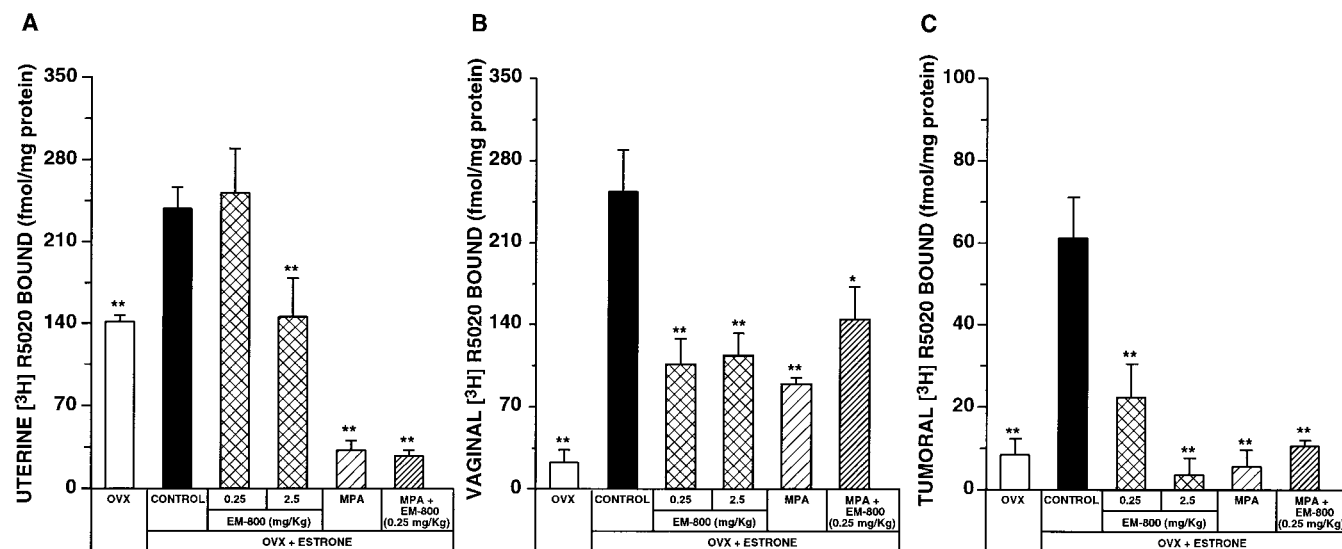 A
UTERINE [³H] R5020 BOUND (fmol/mg protein)
350
280
210
140
70
0
**
**
**
**
OVX
CONTROL
0.25
2.5
MPA
MPA +
EM-800
(0.25 mg/Kg)
EM-800 (mg/Kg)
OVX + ESTRONE
B
VAGINAL [³H] R5020 BOUND (fmol/mg protein)
350
280
210
140
70
0
**
**
**
**
*
OVX
CONTROL
0.25
2.5
MPA
MPA +
EM-800
(0.25 mg/Kg)
EM-800 (mg/Kg)
OVX + ESTRONE
C
TUMORAL [³H] R5020 BOUND (fmol/mg protein)
100
80
60
40
20
0
**
**
**
**
**
OVX
CONTROL
0.25
2.5
MPA
MPA +
EM-800
(0.25 mg/Kg)
EM-800 (mg/Kg)
OVX + ESTRONE